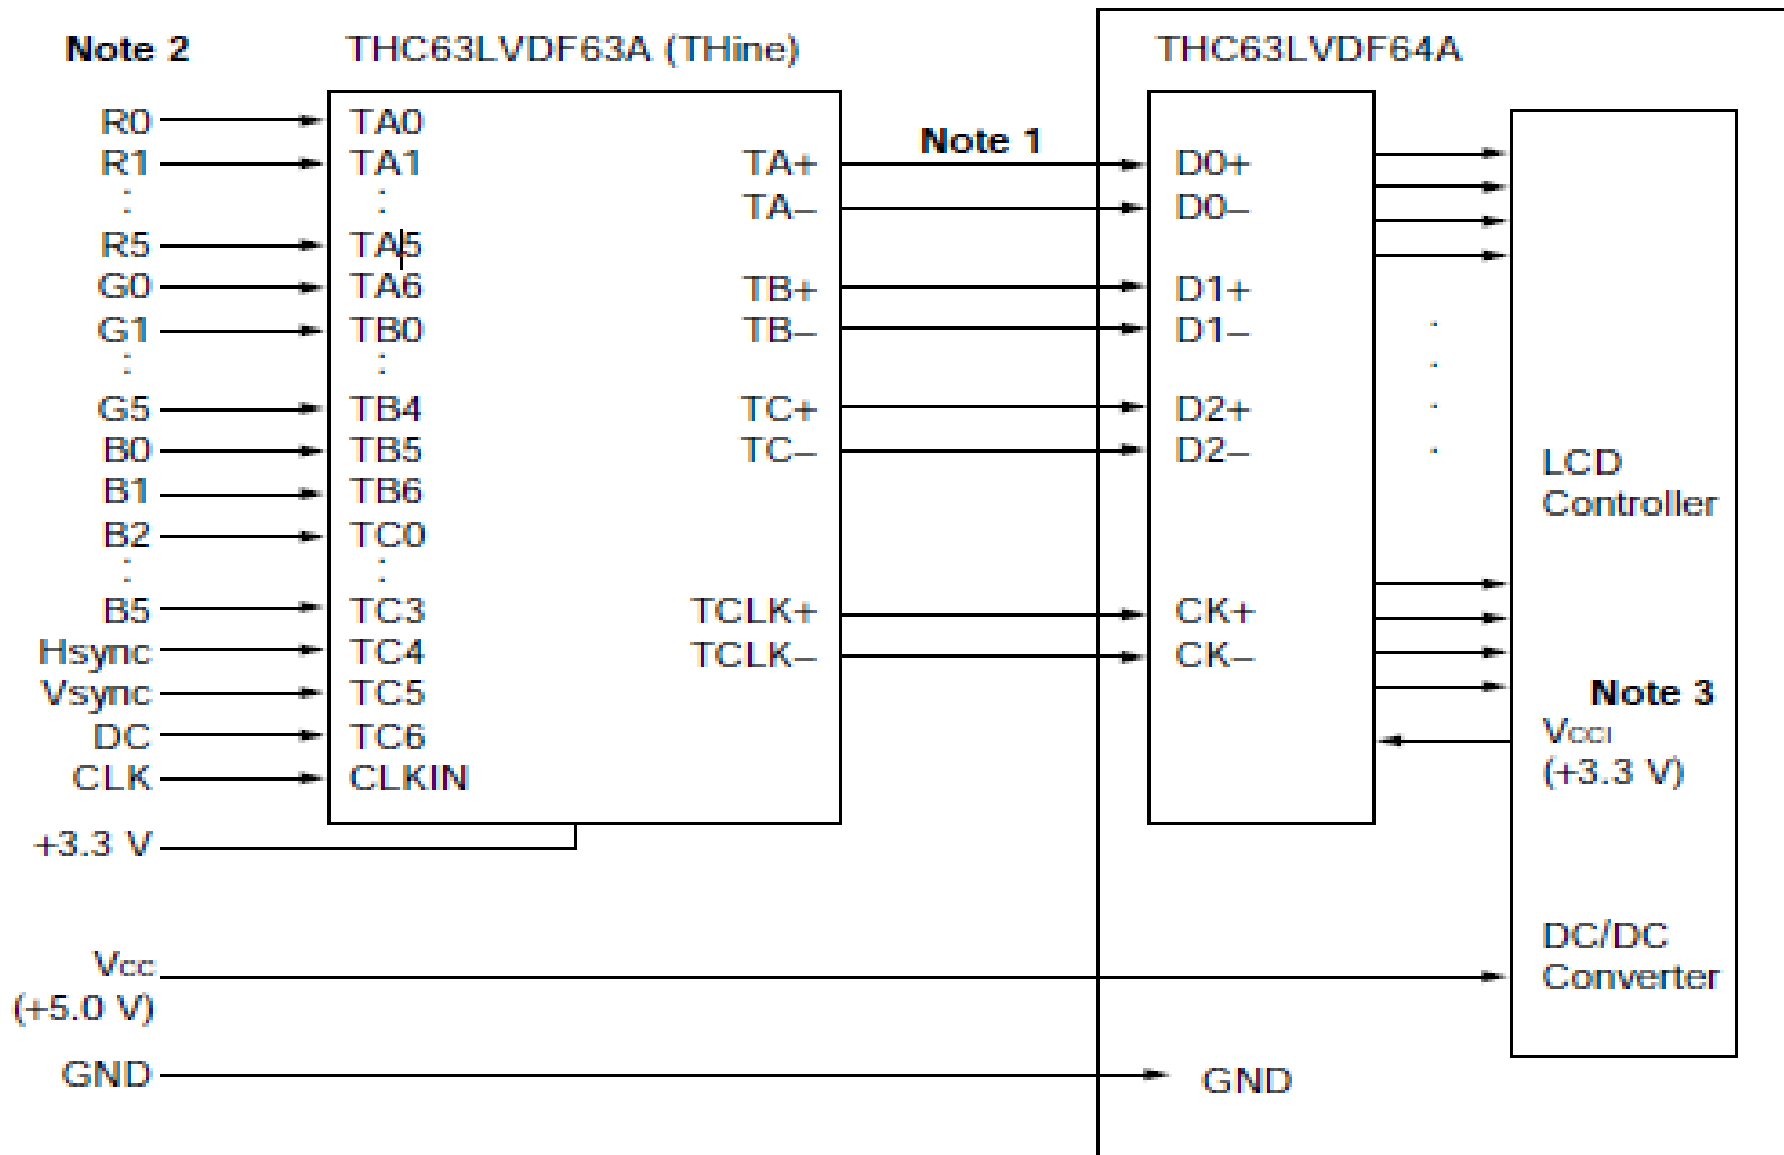 Note 2
THC63LVDF63A (THine)
THC63LVDF64A
R0
R1
:
R5
G0
G1
:
G5
B0
B1
B2
:
B5
Hsync
Vsync
DC
CLK
+3.3 V
Vcc
(+5.0 V)
GND
TA0
TA1
:
TA5
TA6
TB0
:
TB4
TB5
TB6
TC0
:
TC3
TC4
TC5
TC6
CLKIN
TA+
TA–
TB+
TB–
TC+
TC–
TCLK+
TCLK–
Note 1
D0+
D0–
D1+
D1–
D2+
D2–
CK+
CK–
GND
LCD
Controller
Note 3
VCCI
(+3.3 V)
DC/DC
Converter